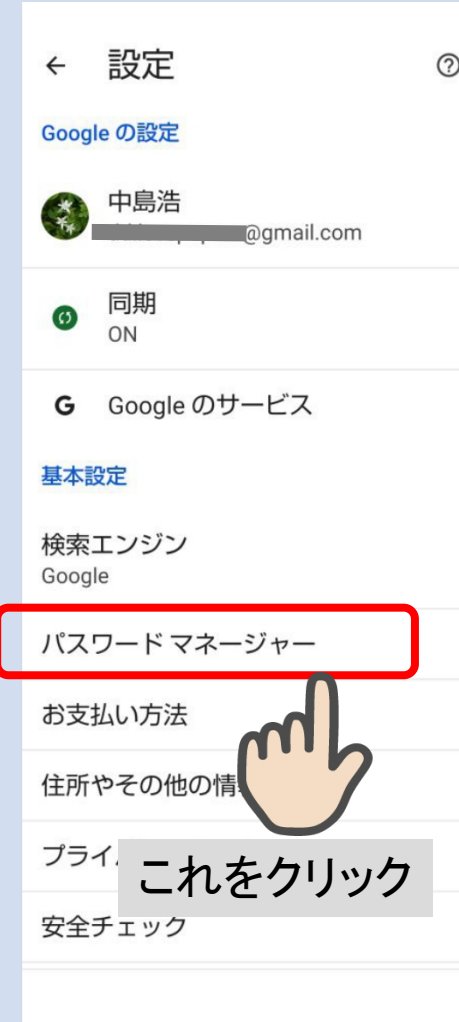 ← 設定
Google の設定
中島浩
@gmail.com
同期
ON
G Google のサービス
基本設定
検索エンジン
Google
パスワード マネージャー
お支払い方法
住所やその他の情
プライ
これをクリック
安全チェック